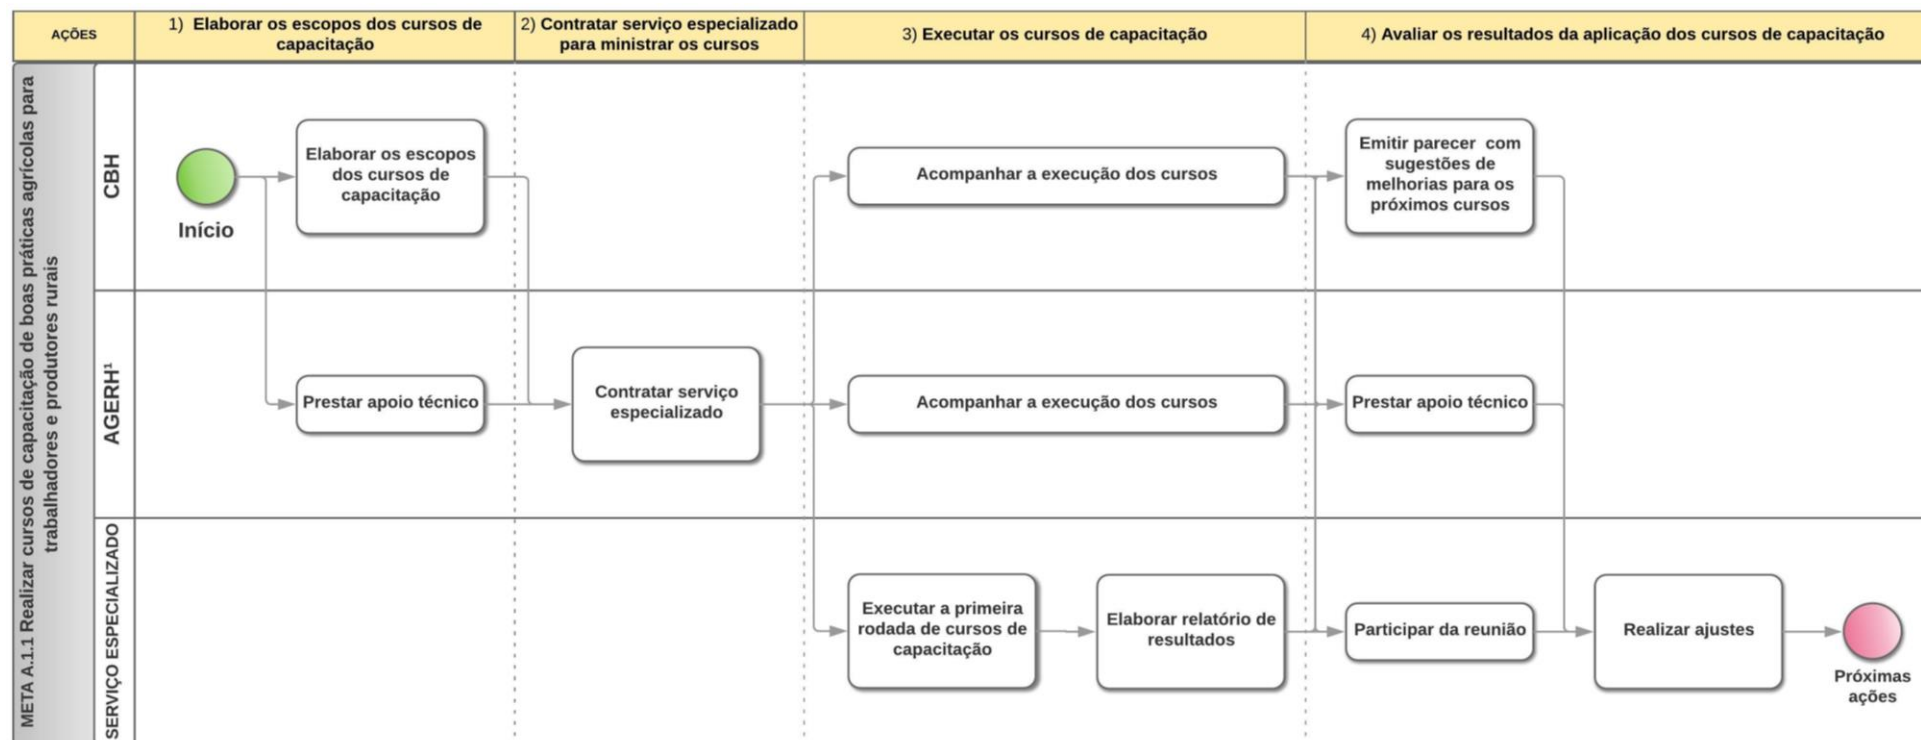 AÇÕES
1) Elaborar os escopos dos cursos de
capacitação
2) Contratar serviço especializado
para ministrar os cursos
3) Executar os cursos de capacitação
4) Avaliar os resultados da aplicação dos cursos de capacitação
META A.1.1 Realizar cursos de capacitação de boas práticas agrícolas para
trabalhadores e produtores rurais
CBH
Início
Elaborar os escopos
dos cursos de
capacitação
Acompanhar a execução dos cursos
Emitir parecer com
sugestões de
melhorias para os
próximos cursos
AGERH¹
Prestar apoio técnico
Contratar serviço
especializado
Acompanhar a execução dos cursos
Prestar apoio técnico
SERVIÇO ESPECIALIZADO
Executar a primeira
rodada de cursos de
capacitação
Elaborar relatório de
resultados
Participar da reunião
Realizar ajustes
Próximas
ações